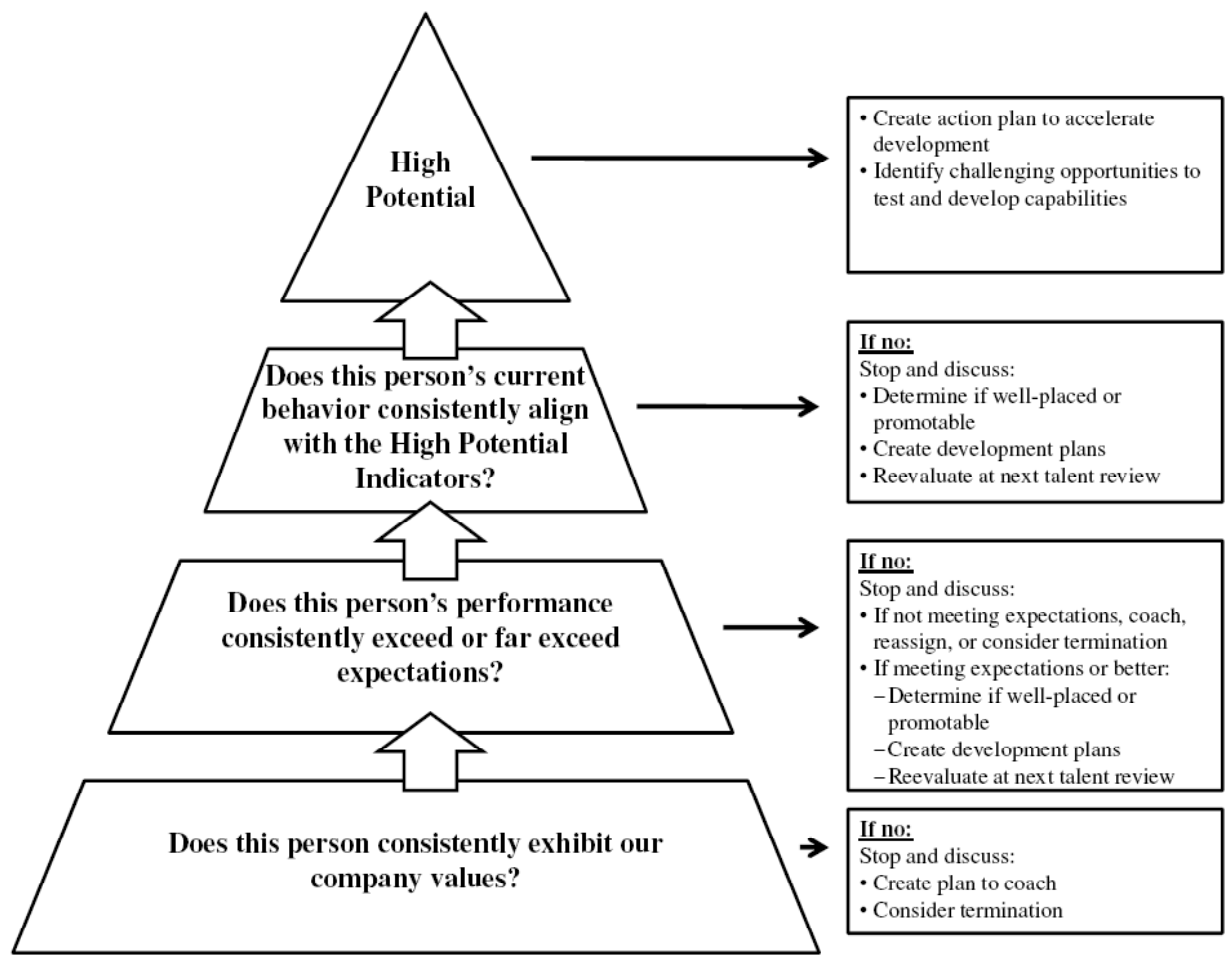 High
Potential
• Create action plan to accelerate
development
• Identify challenging opportunities to
test and develop capabilities
Does this person’s current
behavior consistently align
with the High Potential
Indicators?
If no:
Stop and discuss:
• Determine if well-placed or
promotable
• Create development plans
• Reevaluate at next talent review
Does this person’s performance
consistently exceed or far exceed
expectations?
If no:
Stop and discuss:
• If not meeting expectations, coach,
reassign, or consider termination
• If meeting expectations or better:
–Determine if well-placed or
promotable
–Create development plans
–Reevaluate at next talent review
Does this person consistently exhibit our
company values?
If no:
Stop and discuss:
• Create plan to coach
• Consider termination